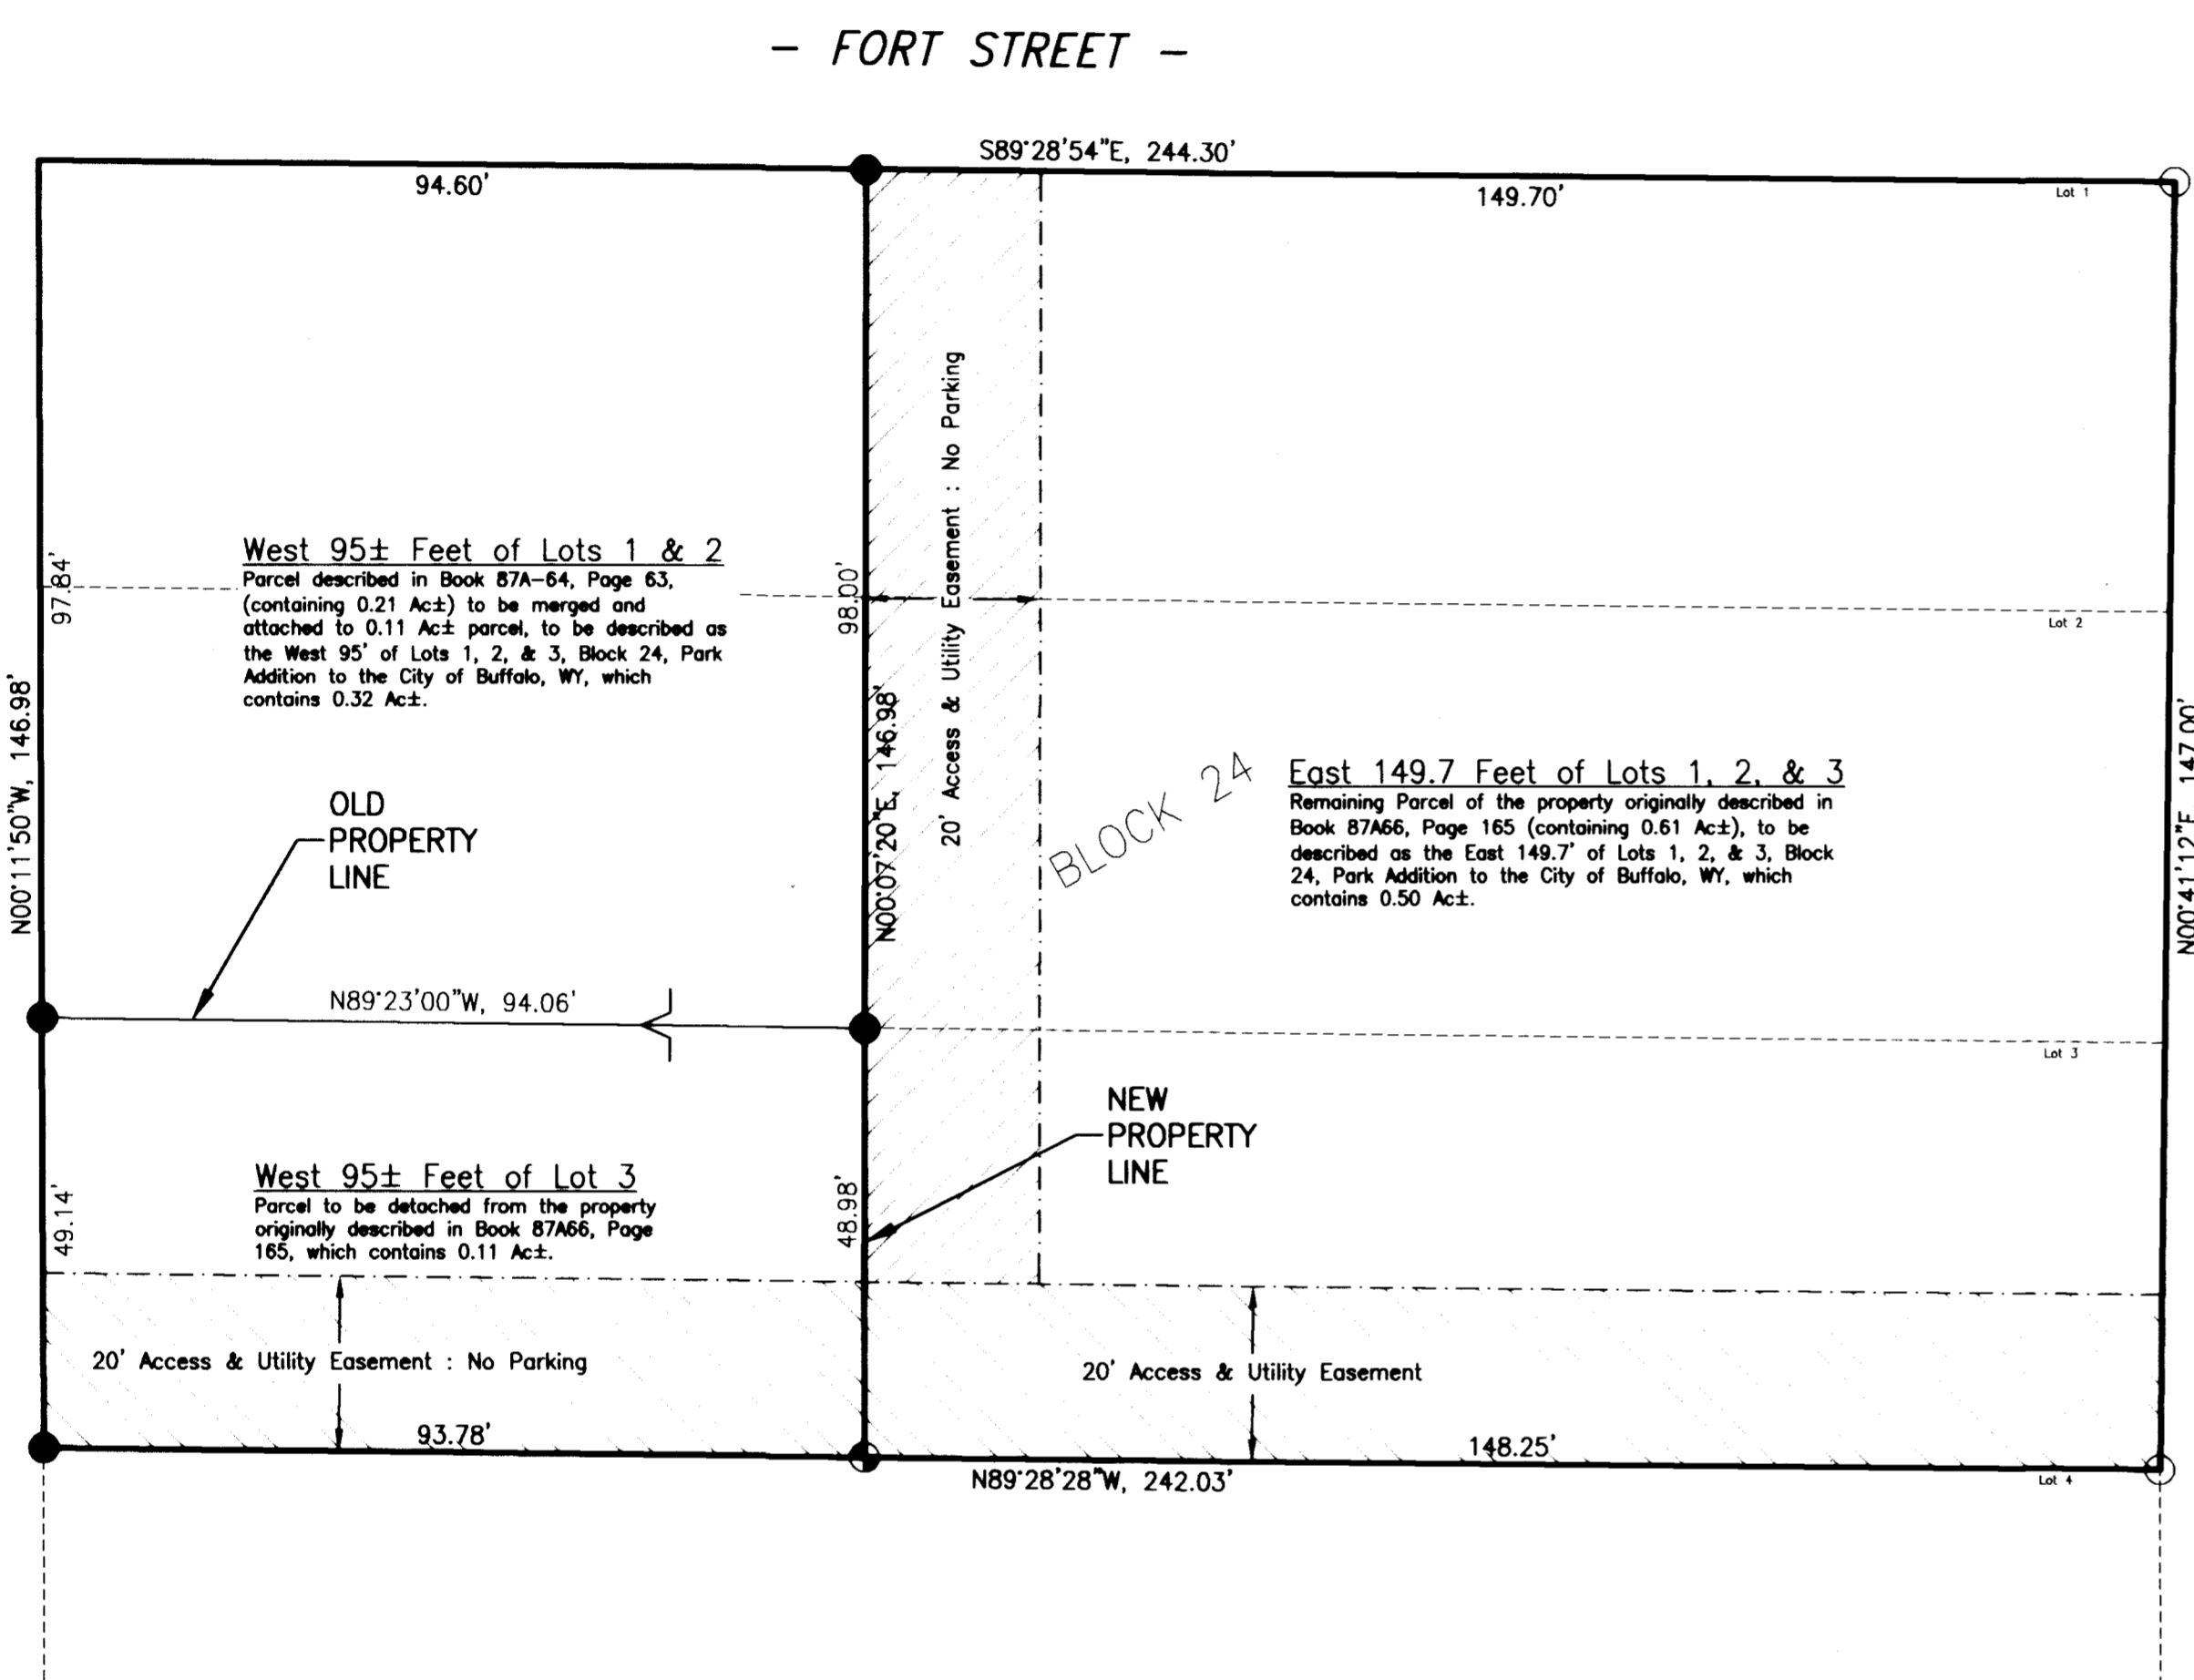 - FORT STREET -
S89°28'54"E, 244.30'
94.60'
149.70'
Lot 1
97.84'
West 95± Feet of Lots 1 & 2
Parcel described in Book 87A-64, Page 63,
(containing 0.21 Ac±) to be merged and
attached to 0.11 Ac± parcel, to be described as
the West 95' of Lots 1, 2, & 3, Block 24, Park
Addition to the City of Buffalo, WY, which
contains 0.32 Ac±.
98.00'
20' Access & Utility Easement : No Parking
Lot 2
N00°11'50"W, 146.98'
N00°07'20"E, 146.98'
BLOCK 24
East 149.7 Feet of Lots 1, 2, & 3
Remaining Parcel of the property originally described in
Book 87A66, Page 165 (containing 0.61 Ac±), to be
described as the East 149.7' of Lots 1, 2, & 3, Block
24, Park Addition to the City of Buffalo, WY, which
contains 0.50 Ac±.
N00°41'12"E, 147.00'
OLD
PROPERTY
LINE
N89°23'00"W, 94.06'
Lot 3
NEW
PROPERTY
LINE
49.14'
West 95± Feet of Lot 3
Parcel to be detached from the property
originally described in Book 87A66, Page
165, which contains 0.11 Ac±.
48.98'
20' Access & Utility Easement : No Parking
20' Access & Utility Easement
93.78'
148.25'
N89°28'28"W, 242.03'
Lot 4